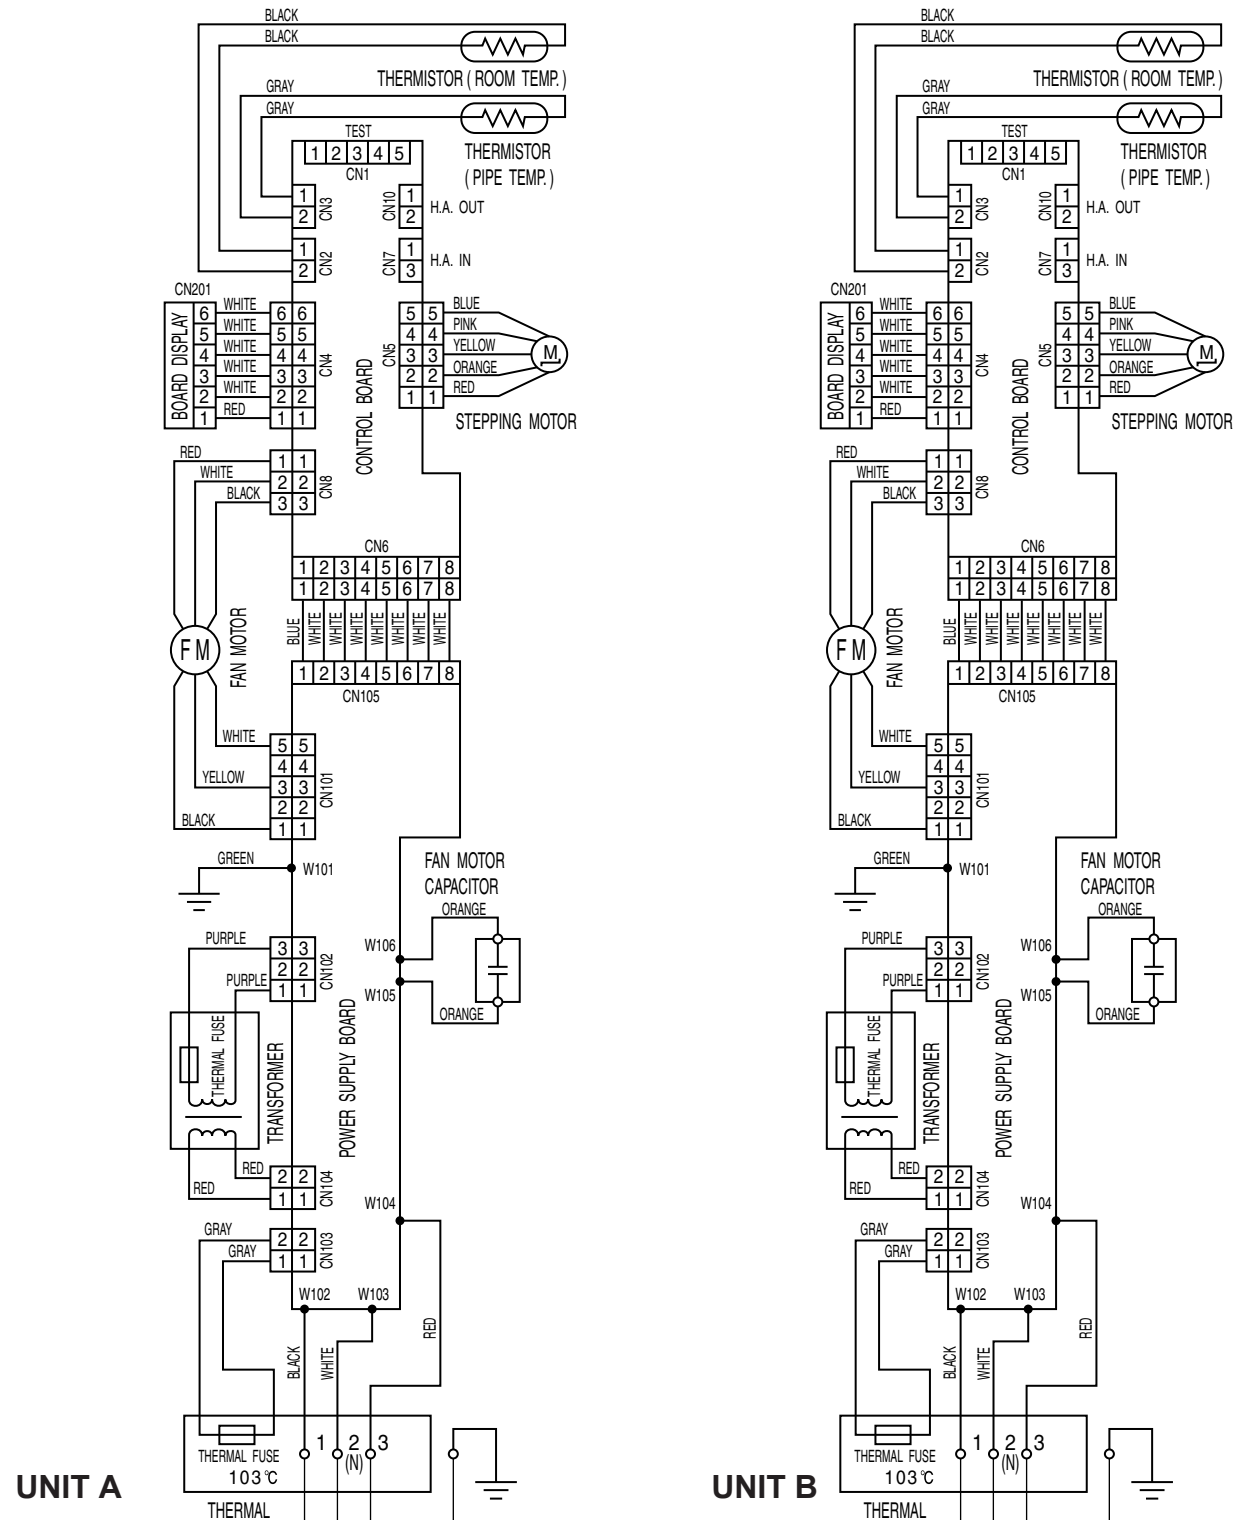 BLACK
BLACK
THERMISTOR ( ROOM TEMP. )
GRAY
GRAY
TEST
1 2 3 4 5
CN1
THERMISTOR
( PIPE TEMP. )
1
2
CN3
CN10
1
2
H.A. OUT
1
2
CN2
CN7
1
3
H.A. IN
CN201
BOARD DISPLAY
6 WHITE 6 6
5 WHITE 5 5
4 WHITE 4 4
3 WHITE 3 3
2 WHITE 2 2
1 RED 1 1
CN4
CONTROL BOARD
CN5
5 5 BLUE
4 4 PINK
3 3 YELLOW
2 2 ORANGE
1 1 RED
M
STEPPING MOTOR
RED 1 1
WHITE 2 2
BLACK 3 3
CN8
CN6
1 2 3 4 5 6 7 8
1 2 3 4 5 6 7 8
BLUE WHITE WHITE WHITE WHITE WHITE WHITE WHITE
1 2 3 4 5 6 7 8
CN105
FM
FAN MOTOR
WHITE 5 5
4 4
YELLOW 3 3
2 2
BLACK 1 1
CN101
GREEN
W101
FAN MOTOR
CAPACITOR
ORANGE
W106
W105
ORANGE
PURPLE 3 3
2 2
PURPLE 1 1
CN102
THERMAL FUSE
TRANSFORMER
POWER SUPPLY BOARD
RED 2 2
RED 1 1
CN104
W104
GRAY 2 2
GRAY 1 1
CN103
W102
W103
BLACK
WHITE
RED
THERMAL FUSE
103℃
1 2 3
(N)
UNIT A
THERMAL
BLACK
BLACK
THERMISTOR ( ROOM TEMP. )
GRAY
GRAY
TEST
1 2 3 4 5
CN1
THERMISTOR
( PIPE TEMP. )
1
2
CN3
CN10
1
2
H.A. OUT
1
2
CN2
CN7
1
3
H.A. IN
CN201
BOARD DISPLAY
6 WHITE 6 6
5 WHITE 5 5
4 WHITE 4 4
3 WHITE 3 3
2 WHITE 2 2
1 RED 1 1
CN4
CONTROL BOARD
CN5
5 5 BLUE
4 4 PINK
3 3 YELLOW
2 2 ORANGE
1 1 RED
M
STEPPING MOTOR
RED 1 1
WHITE 2 2
BLACK 3 3
CN8
CN6
1 2 3 4 5 6 7 8
1 2 3 4 5 6 7 8
BLUE WHITE WHITE WHITE WHITE WHITE WHITE WHITE
1 2 3 4 5 6 7 8
CN105
FM
FAN MOTOR
WHITE 5 5
4 4
YELLOW 3 3
2 2
BLACK 1 1
CN101
GREEN
W101
FAN MOTOR
CAPACITOR
ORANGE
W106
W105
ORANGE
PURPLE 3 3
2 2
PURPLE 1 1
CN102
THERMAL FUSE
TRANSFORMER
POWER SUPPLY BOARD
RED 2 2
RED 1 1
CN104
W104
GRAY 2 2
GRAY 1 1
CN103
W102
W103
BLACK
WHITE
RED
THERMAL FUSE
103℃
1 2 3
(N)
UNIT B
THERMAL